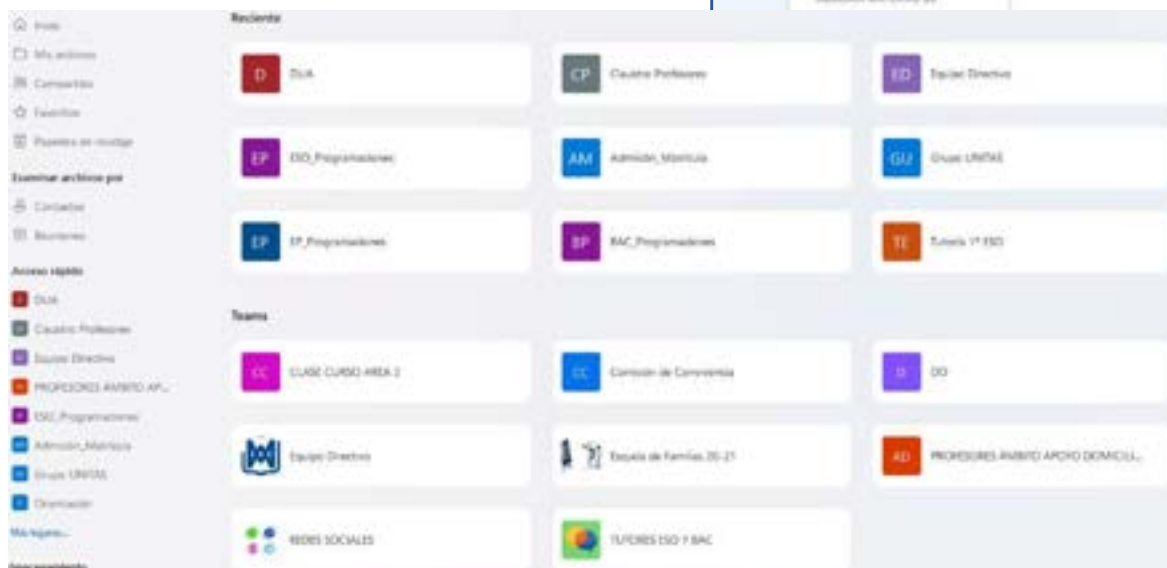 Inicio
Mis archivos
Compartido
Favoritos
Papelera de reciclaje
Examinar archivos por
Contactos
Reuniones
Acceso rápido
DUA
Claustro Profesores
Equipo Directivo
PROFESORES ÁMBITO AP...
ESO_Programaciones
Admisión_Matrícula
Grupo UNITAS
Orientación
Más lugares...
Reciente
D DUA
CP Claustro Profesores
ED Equipo Directivo
EP ESO_Programaciones
AM Admisión_Matrícula
GU Grupo UNITAS
EP EP_Programaciones
BP BAC_Programaciones
TE Tutoría 1º ESO
Teams
CC CLASE CURSO AREA 2
CC Comisión de Convivencia
D DO
Equipo Directivo
Escuela de Familias 20-21
AD PROFESORES ÁMBITO APOYO DOMICILI...
REDES SOCIALES
TUTORES ESO Y BAC